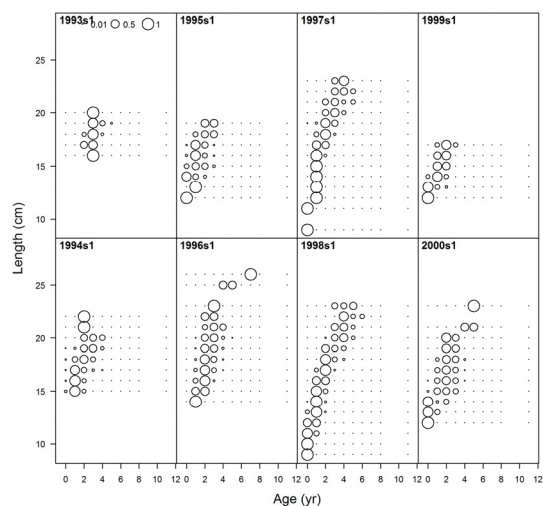 1993s1
0.01 0.5 1
1995s1
1997s1
1999s1
25
20
15
10
1994s1
1996s1
1998s1
2000s1
25
20
15
10
0 2 4 6 8 10 12 0 2 4 6 8 10 12 0 2 4 6 8 10 12 0 2 4 6 8 10 12
Length (cm)
Age (yr)